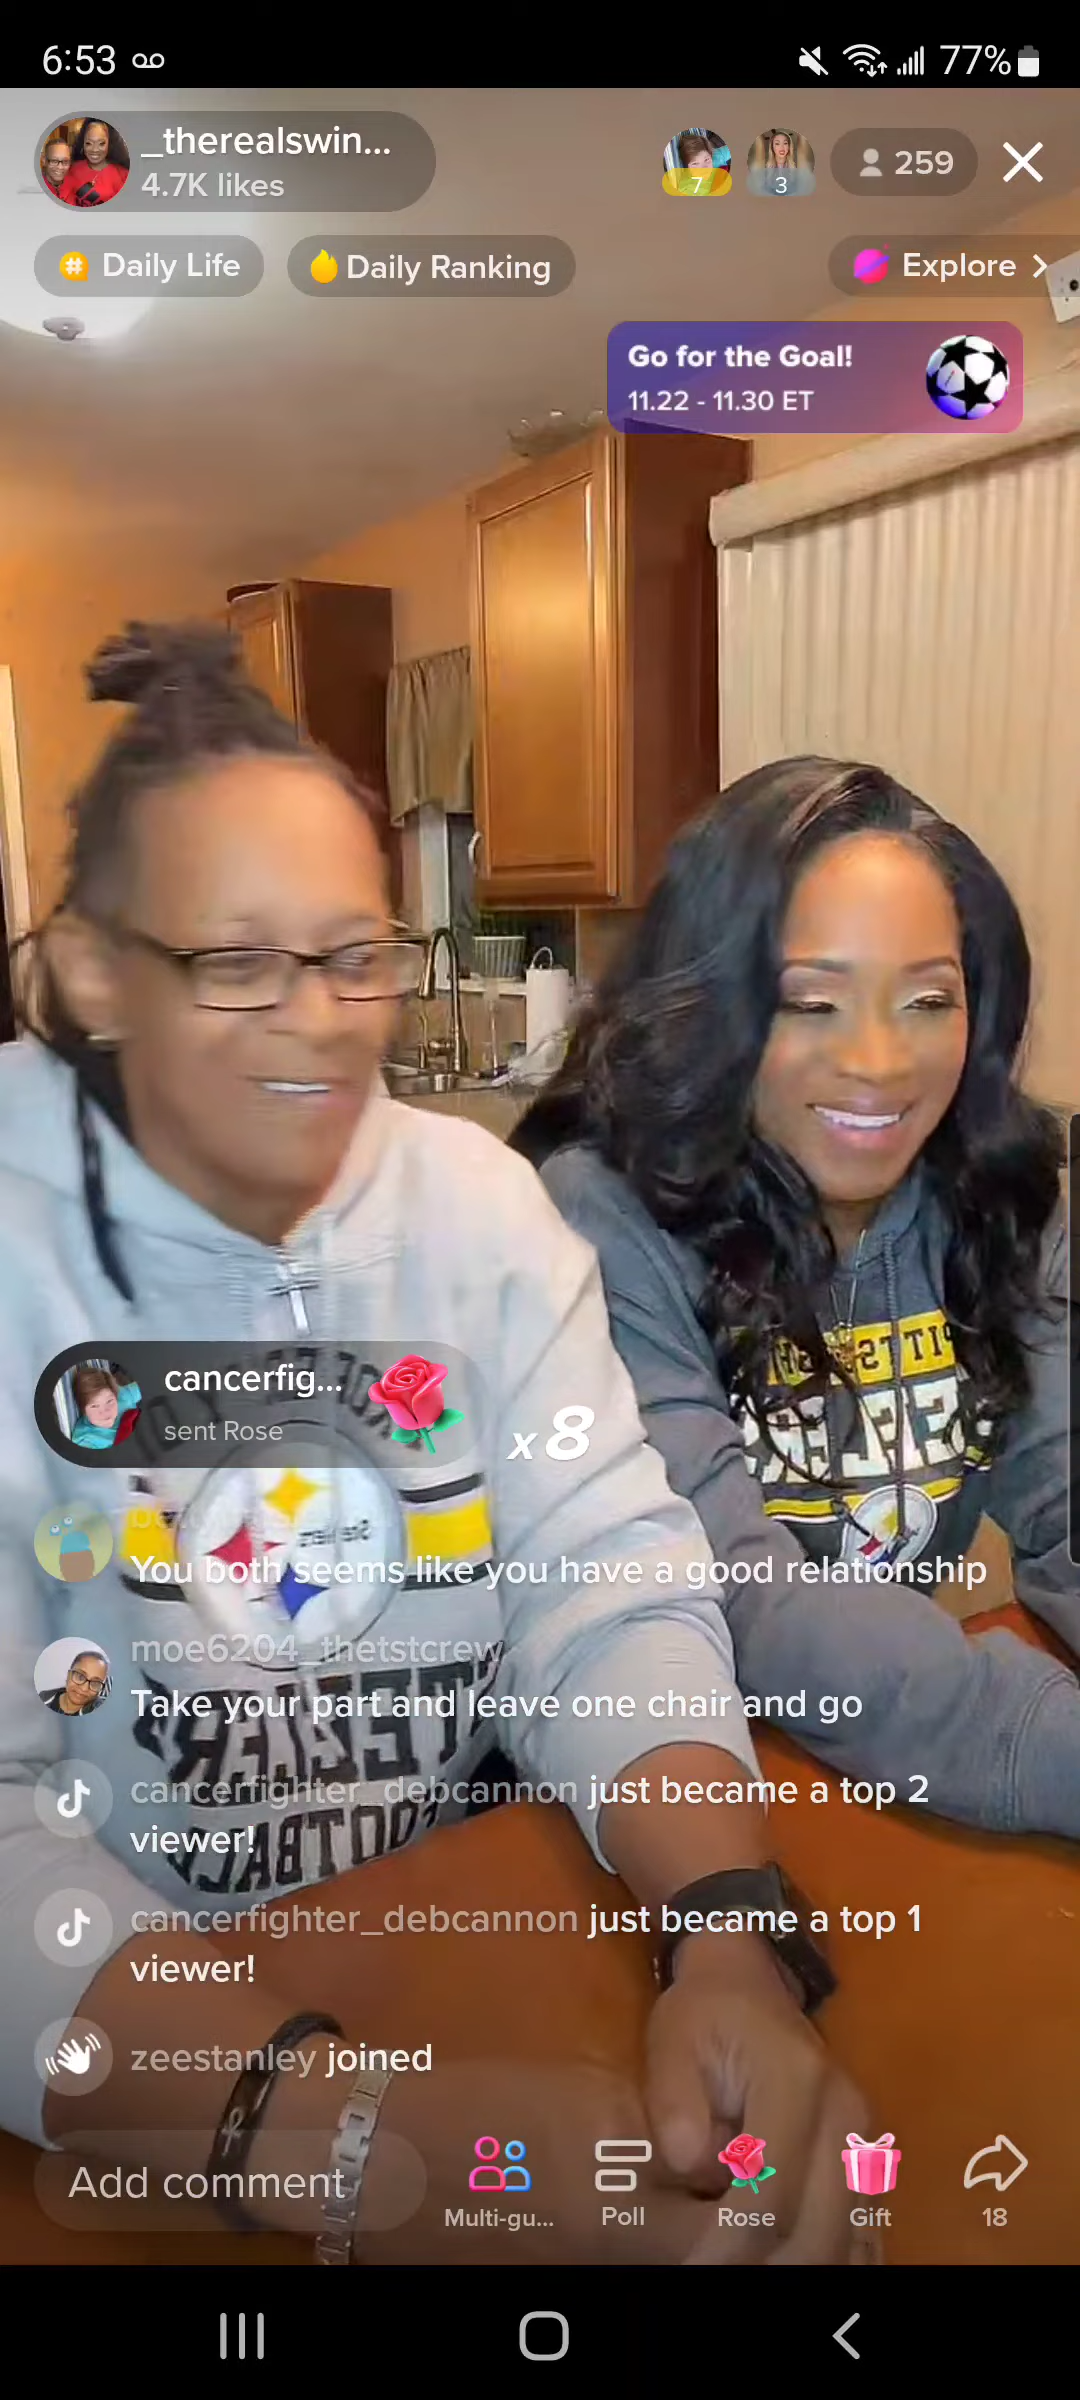 6:53
77%
_therealswin...
4.7K likes
7
3
259
Daily Life
Daily Ranking
Explore
Go for the Goal!
11.22 - 11.30 ET
cancerfig...
sent Rose
x8
You both seems like you have a good relationship
moe6204_thetstcrew
Take your part and leave one chair and go
cancerfighter_debcannon just became a top 2
viewer!
cancerfighter_debcannon just became a top 1
viewer!
zeestanley joined
Add comment
Multi-gu...
Poll
Rose
Gift
18